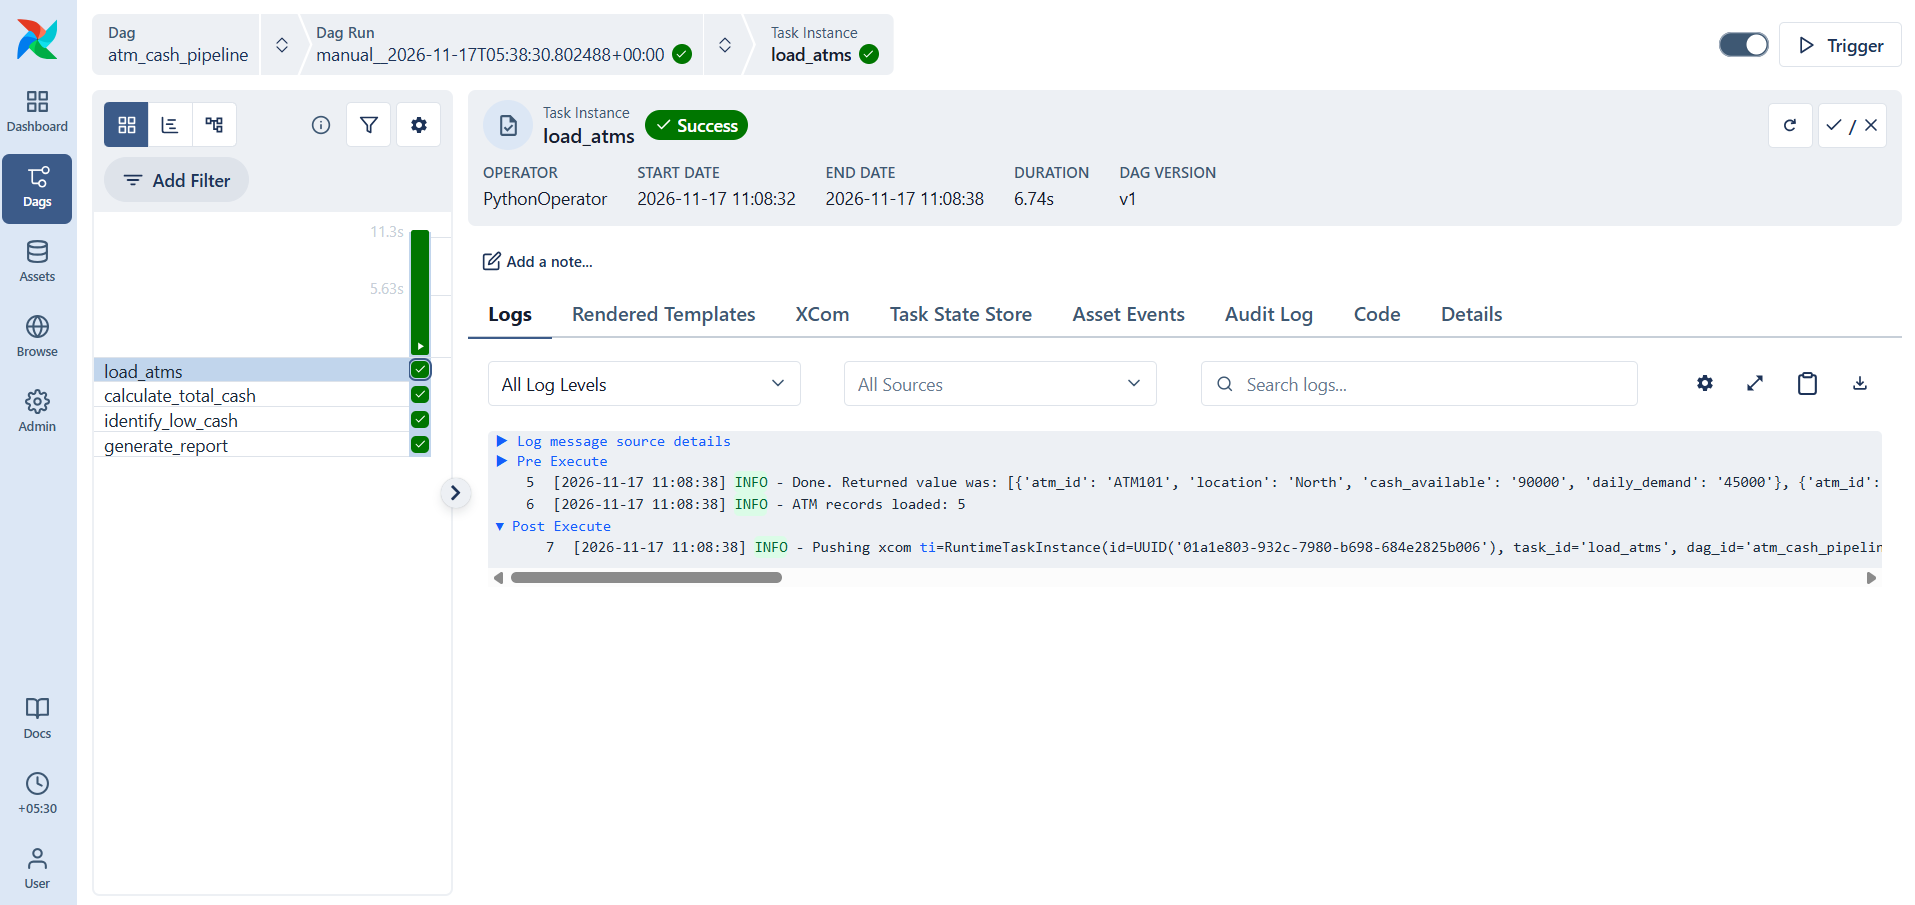 Dag
atm_cash_pipeline
Dag Run
manual__2026-11-17T05:38:30.802488+00:00
Task Instance
load_atms
Trigger
Dashboard
Dags
Assets
Browse
Admin
Docs
+05:30
User
Add Filter
11.3s
5.63s
load_atms
calculate_total_cash
identify_low_cash
generate_report
Task Instance
load_atms
Success
/
OPERATOR START DATE END DATE DURATION DAG VERSION
PythonOperator 2026-11-17 11:08:32 2026-11-17 11:08:38 6.74s v1
Add a note...
Logs Rendered Templates XCom Task State Store Asset Events Audit Log Code Details
All Log Levels All Sources Search logs...
Log message source details
Pre Execute
5 [2026-11-17 11:08:38] INFO - Done. Returned value was: [{'atm_id': 'ATM101', 'location': 'North', 'cash_available': '90000', 'daily_demand': '45000'}, {'atm_id':
6 [2026-11-17 11:08:38] INFO - ATM records loaded: 5
Post Execute
7 [2026-11-17 11:08:38] INFO - Pushing xcom ti=RuntimeTaskInstance(id=UUID('01a1e803-932c-7980-b698-684e2825b006'), task_id='load_atms', dag_id='atm_cash_pipelin